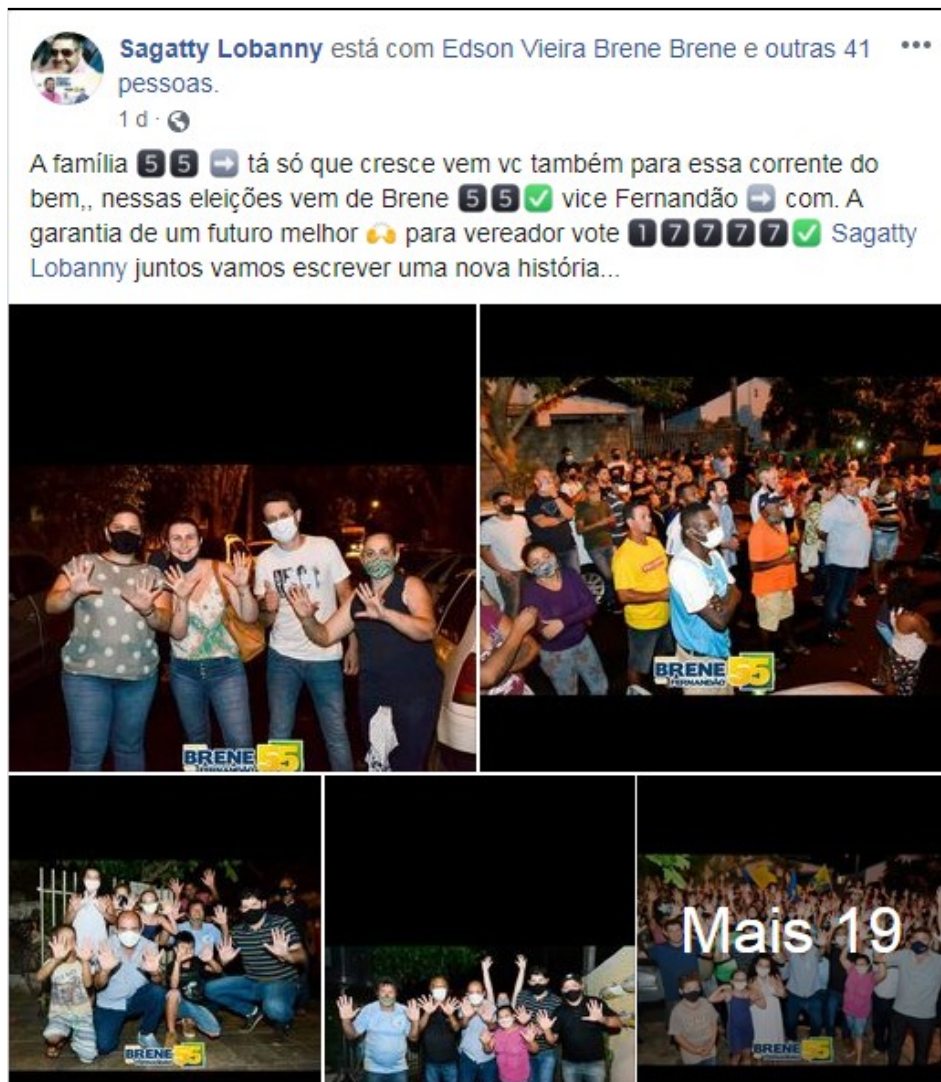 Sagatty Lobanny está com Edson Vieira Brene Brene e outras 41
pessoas.
1 d ·
A família 5 5 ➡ tá só que cresce vem vc também para essa corrente do
bem,, nessas eleições vem de Brene 5 5 ✅ vice Fernandão ➡ com. A
garantia de um futuro melhor 🙌 para vereador vote 1 7 7 7 7 ✅ Sagatty
Lobanny juntos vamos escrever uma nova história...
BRENE 55
FERNANDÃO
BRENE 55
FERNANDÃO
BRENE 55
FERNANDÃO
Mais 19
BRENE 55
FERNANDÃO